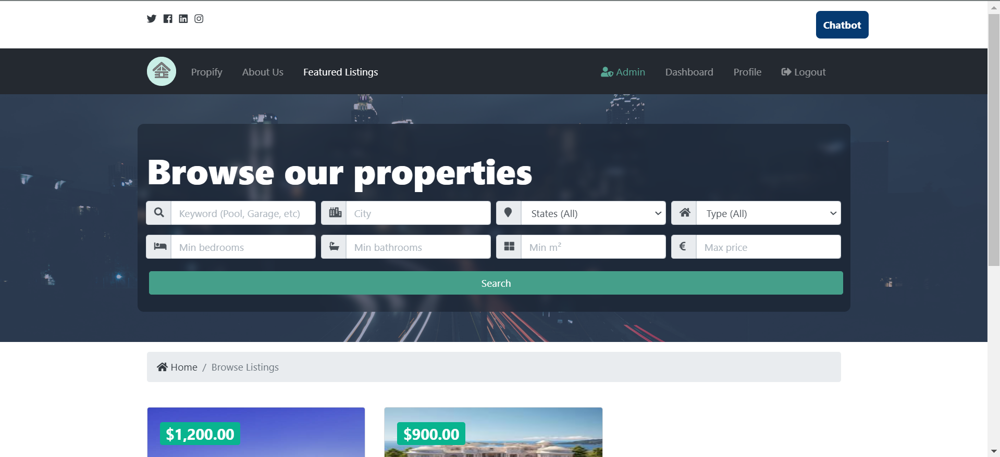 Chatbot
Propify About Us Featured Listings Admin Dashboard Profile Logout
Browse our properties
Keyword (Pool, Garage, etc) City States (All) Type (All)
Min bedrooms Min bathrooms Min m² € Max price
Search
Home / Browse Listings
$1,200.00 $900.00